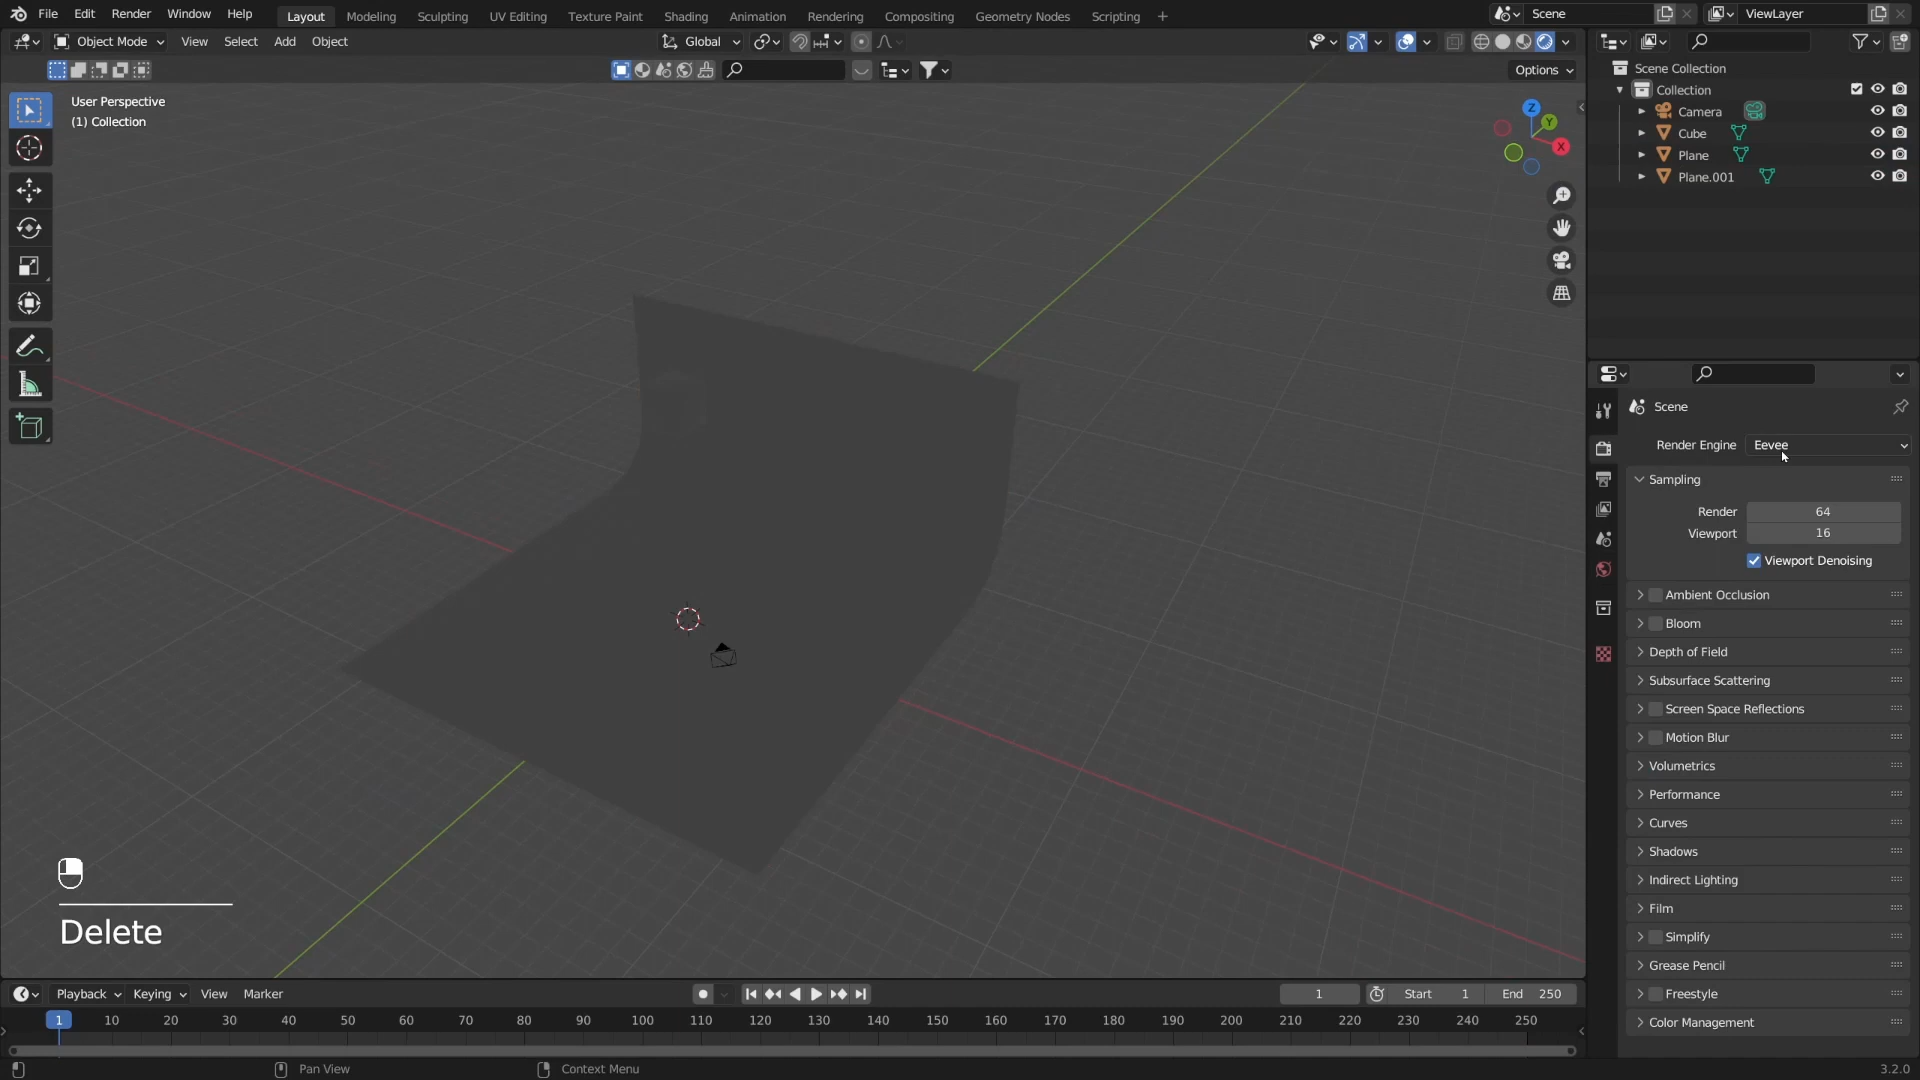 File Edit Render Window Help
Layout Modeling Sculpting UV Editing Texture Paint Shading Animation Rendering Compositing Geometry Nodes Scripting +
Scene
ViewLayer
Object Mode View Select Add Object
Global
Options
User Perspective
(1) Collection
Z
Y
X
Scene Collection
Collection
Camera
Cube
Plane
Plane.001
Scene
Render Engine Eevee
Sampling
Render 64
Viewport 16
Viewport Denoising
Ambient Occlusion
Bloom
Depth of Field
Subsurface Scattering
Screen Space Reflections
Motion Blur
Volumetrics
Performance
Curves
Shadows
Indirect Lighting
Film
Simplify
Grease Pencil
Freestyle
Color Management
Delete
Playback Keying View Marker
1
Start 1
End 250
1 10 20 30 40 50 60 70 80 90 100 110 120 130 140 150 160 170 180 190 200 210 220 230 240 250
Pan View
Context Menu
3.2.0